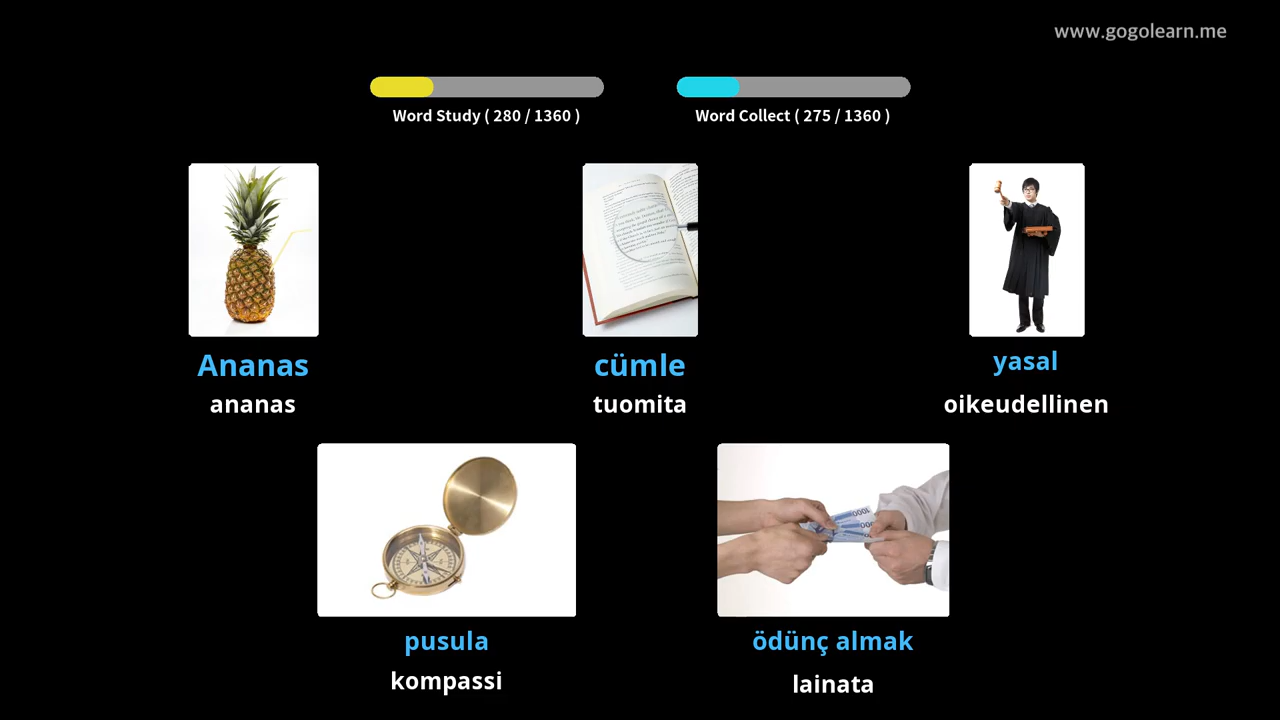 www.gogolearn.me
Word Study ( 280 / 1360 )
Word Collect ( 275 / 1360 )
Ananas
ananas
cümle
tuomita
yasal
oikeudellinen
pusula
kompassi
ödünç almak
lainata